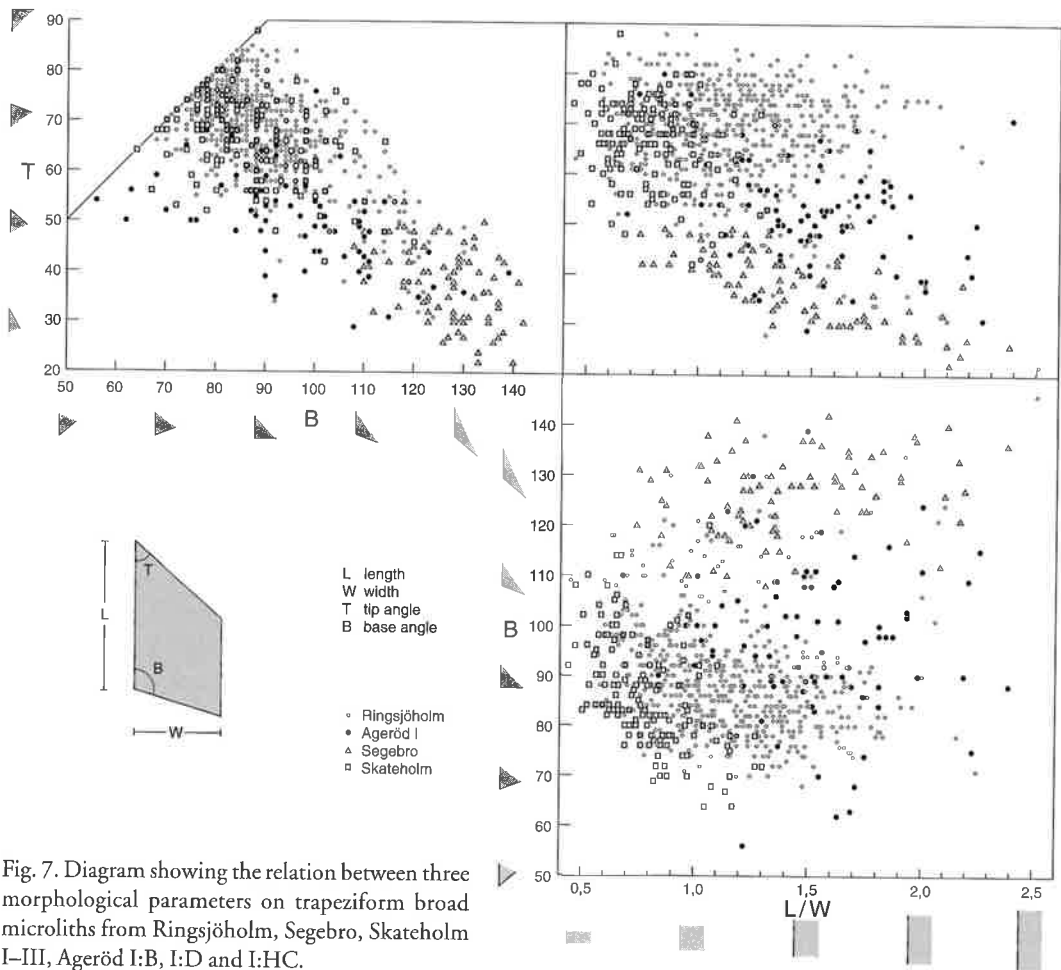 90
80
70
T
60
50
40
30
20
50 60 70 80 90 100 110 120 130 140
B
140
130
120
110
B
100
90
80
70
60
50
0,5 1,0 1,5 2,0 2,5
L/W
T
L
B
W
L length
W width
T tip angle
B base angle
Ringsjöholm
Ageröd I
Segebro
Skateholm
Fig. 7. Diagram showing the relation between three
morphological parameters on trapeziform broad
microliths from Ringsjöholm, Segebro, Skateholm
I–III, Ageröd I:B, I:D and I:HC.